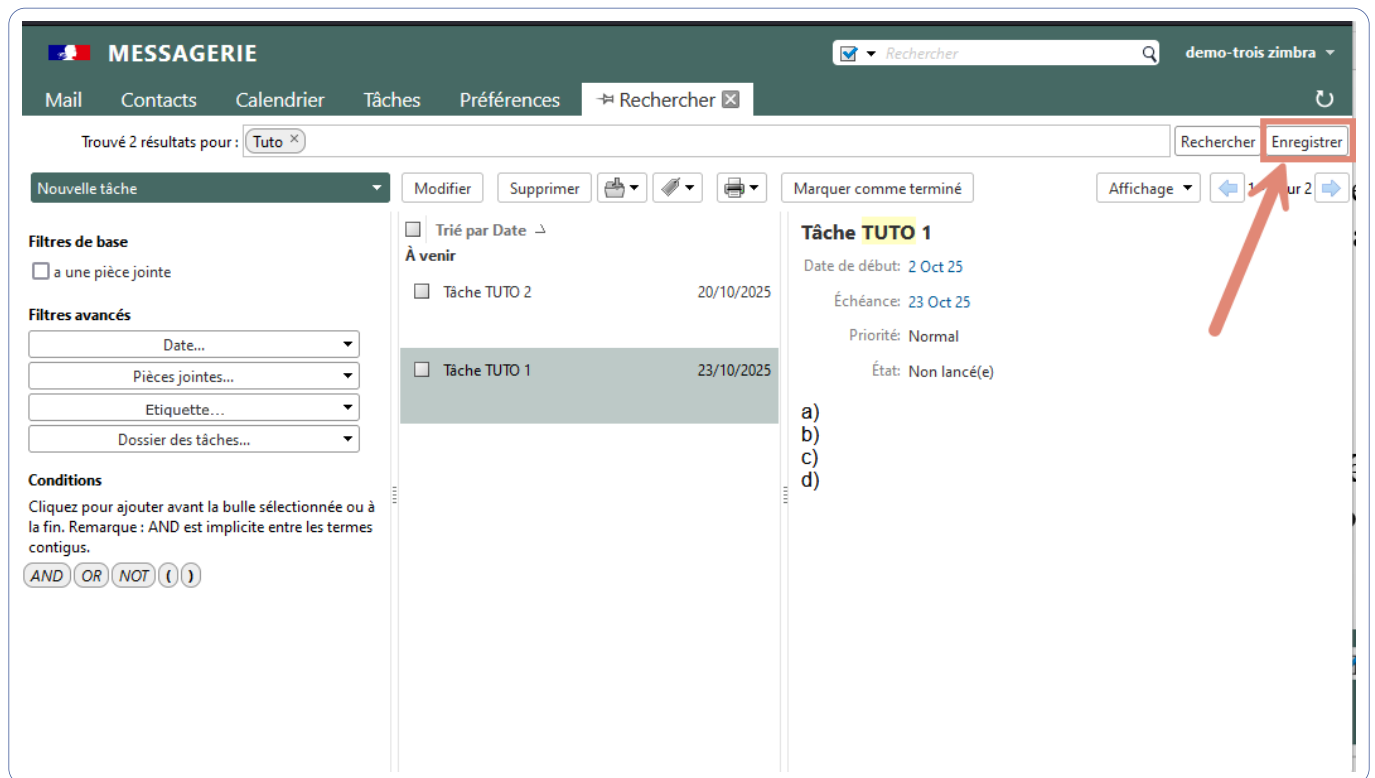 MESSAGERIE
Rechercher
demo-trois zimbra
Mail Contacts Calendrier Tâches Préférences Rechercher
Trouvé 2 résultats pour : Tuto ×
Rechercher Enregistrer
Nouvelle tâche
Modifier Supprimer Marquer comme terminé Affichage 1 ur 2
Filtres de base
a une pièce jointe
Filtres avancés
Date...
Pièces jointes...
Etiquette...
Dossier des tâches...
Conditions
Cliquez pour ajouter avant la bulle sélectionnée ou à
la fin. Remarque : AND est implicite entre les termes
contigus.
AND OR NOT ( )
Trié par Date
À venir
Tâche TUTO 2 20/10/2025
Tâche TUTO 1 23/10/2025
Tâche TUTO 1
Date de début: 2 Oct 25
Échéance: 23 Oct 25
Priorité: Normal
État: Non lancé(e)
a)
b)
c)
d)